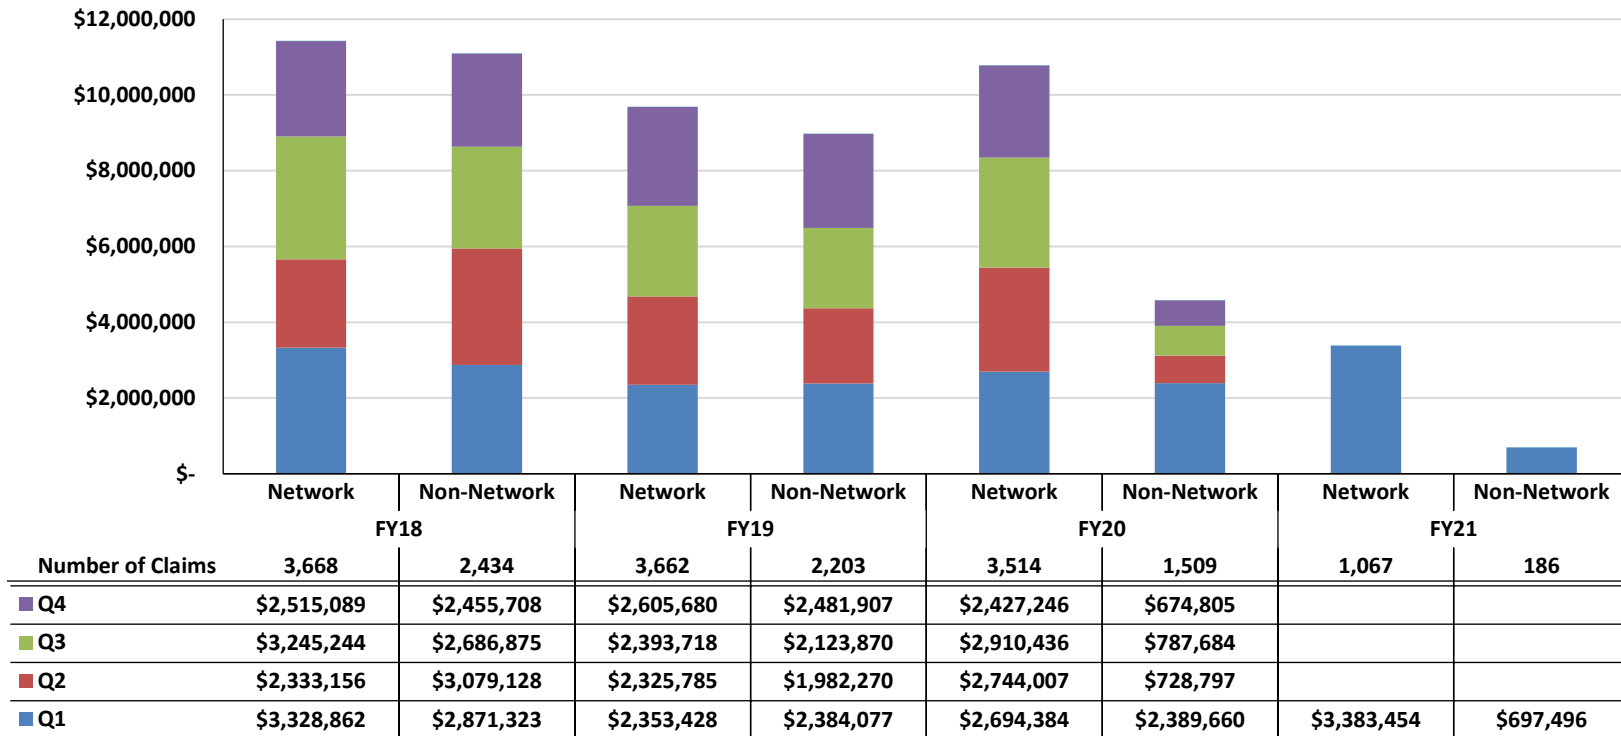 $12,000,000
$10,000,000
$8,000,000
$6,000,000
$4,000,000
$2,000,000
$-
Network Non-Network Network Non-Network Network Non-Network Network Non-Network
FY18 FY19 FY20 FY21
Number of Claims 3,668 2,434 3,662 2,203 3,514 1,509 1,067 186
Q4 $2,515,089 $2,455,708 $2,605,680 $2,481,907 $2,427,246 $674,805
Q3 $3,245,244 $2,686,875 $2,393,718 $2,123,870 $2,910,436 $787,684
Q2 $2,333,156 $3,079,128 $2,325,785 $1,982,270 $2,744,007 $728,797
Q1 $3,328,862 $2,871,323 $2,353,428 $2,384,077 $2,694,384 $2,389,660 $3,383,454 $697,496